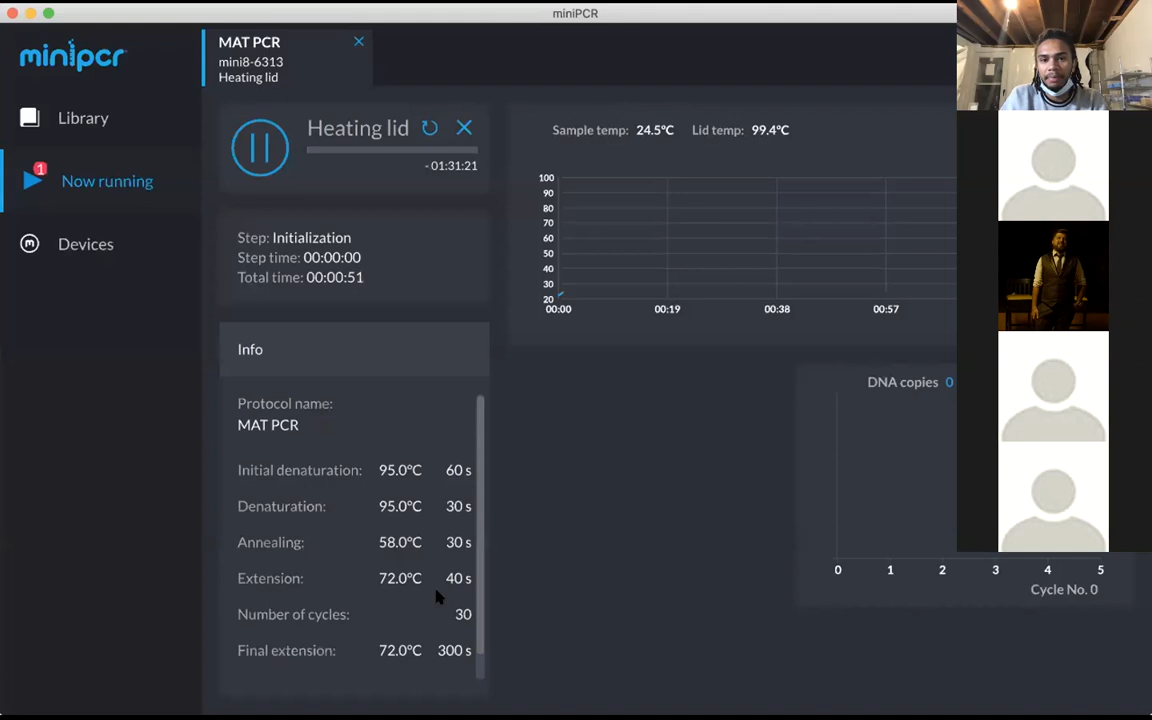 miniPCR
minipcr
MAT PCR
mini8-6313
Heating lid
Library
1
Now running
Devices
Heating lid
- 01:31:21
Step: Initialization
Step time: 00:00:00
Total time: 00:00:51
Info
Protocol name:
MAT PCR
Initial denaturation: 95.0°C 60 s
Denaturation: 95.0°C 30 s
Annealing: 58.0°C 30 s
Extension: 72.0°C 40 s
Number of cycles: 30
Final extension: 72.0°C 300 s
Sample temp: 24.5°C Lid temp: 99.4°C
100
90
80
70
60
50
40
30
20
00:00 00:19 00:38 00:57
DNA copies 0
0 1 2 3 4 5
Cycle No. 0